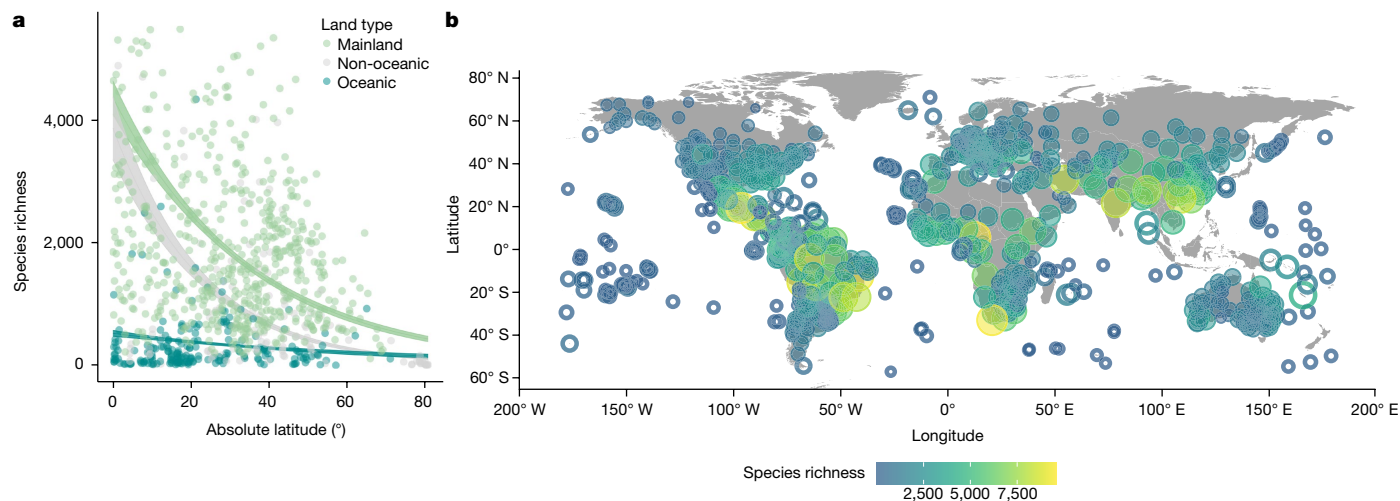 a
Land type
Mainland
Non-oceanic
Oceanic
4,000
2,000
0
Species richness
0 20 40 60 80
Absolute latitude (°)
b
80° N
60° N
40° N
20° N
0°
20° S
40° S
60° S
Latitude
200° W 150° W 100° W 50° W 0° 50° E 100° E 150° E 200° E
Longitude
Species richness
2,500 5,000 7,500